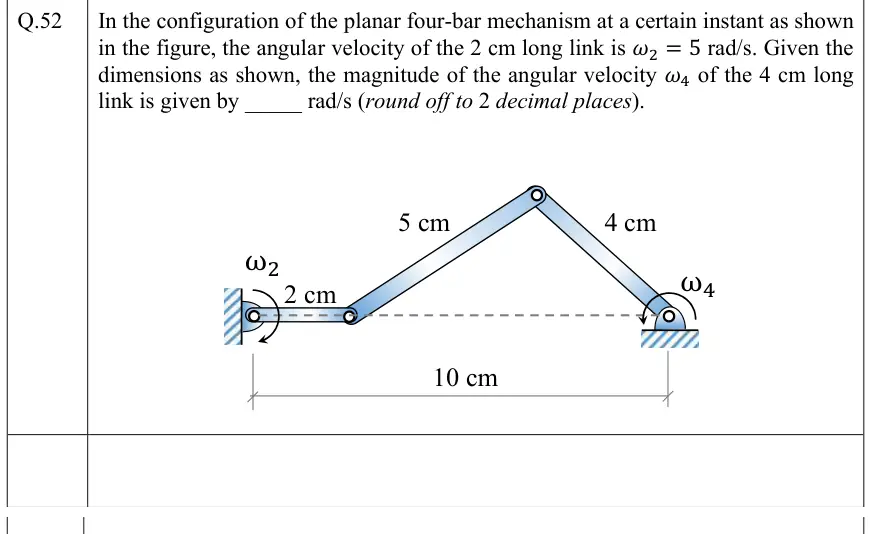 Q.52
In the configuration of the planar four-bar mechanism at a certain instant as shown
in the figure, the angular velocity of the 2 cm long link is ω₂ = 5 rad/s. Given the
dimensions as shown, the magnitude of the angular velocity ω₄ of the 4 cm long
link is given by _____ rad/s (round off to 2 decimal places).
5 cm
4 cm
ω₂
2 cm
ω₄
10 cm